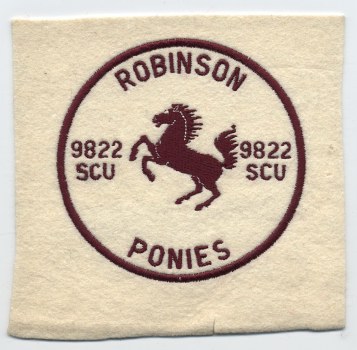 ROBINSON
9822 9822
SCU SCU
PONIES